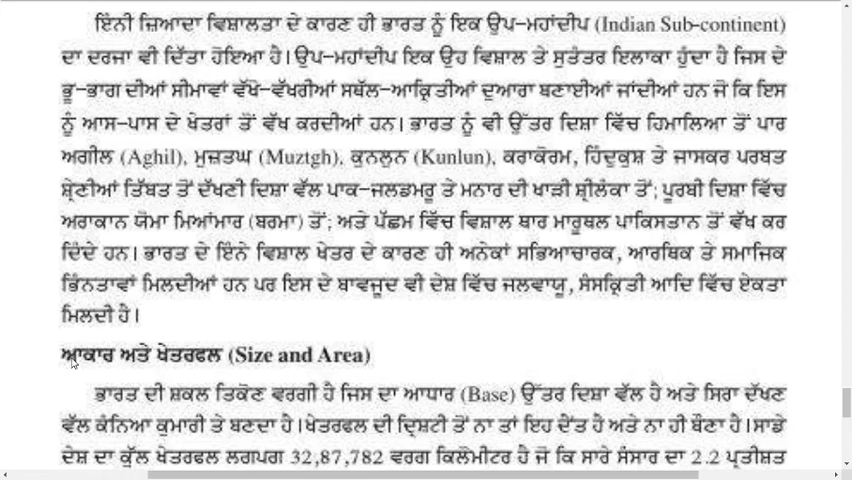 ਇੰਨੀ ਜ਼ਿਆਦਾ ਵਿਸ਼ਾਲਤਾ ਦੇ ਕਾਰਣ ਹੀ ਭਾਰਤ ਨੂੰ ਇਕ ਉਪ-ਮਹਾਂਦੀਪ (Indian Sub-continent)
ਦਾ ਦਰਜਾ ਵੀ ਦਿੱਤਾ ਹੋਇਆ ਹੈ। ਉਪ-ਮਹਾਂਦੀਪ ਇਕ ਉਹ ਵਿਸ਼ਾਲ ਤੇ ਸੁਤੰਤਰ ਇਲਾਕਾ ਹੁੰਦਾ ਹੈ ਜਿਸ ਦੇ
ਭੂ-ਭਾਗ ਦੀਆਂ ਸੀਮਾਵਾਂ ਵੱਖੋ-ਵੱਖਰੀਆਂ ਸਥੱਲ-ਆਕ੍ਰਿਤੀਆਂ ਦੁਆਰਾ ਬਣਾਈਆਂ ਜਾਂਦੀਆਂ ਹਨ ਜੋ ਕਿ ਇਸ
ਨੂੰ ਆਸ-ਪਾਸ ਦੇ ਖੇਤਰਾਂ ਤੋਂ ਵੱਖ ਕਰਦੀਆਂ ਹਨ। ਭਾਰਤ ਨੂੰ ਵੀ ਉੱਤਰ ਦਿਸ਼ਾ ਵਿੱਚ ਹਿਮਾਲਿਆ ਤੋਂ ਪਾਰ
ਅਗੀਲ (Aghil), ਮੁਜ਼ਤਘ (Muztgh), ਕੁਨਲੁਨ (Kunlun), ਕਰਾਕੋਰਮ, ਹਿੰਦੁਕੁਸ਼ ਤੇ ਜਾਸਕਰ ਪਰਬਤ
ਸ਼੍ਰੇਣੀਆਂ ਤਿੱਬਤ ਤੋਂ ਦੱਖਣੀ ਦਿਸ਼ਾ ਵੱਲ ਪਾਕ-ਜਲਡਮਰੂ ਤੇ ਮਨਾਰ ਦੀ ਖਾੜੀ ਸ਼੍ਰੀਲੰਕਾ ਤੋਂ; ਪੂਰਬੀ ਦਿਸ਼ਾ ਵਿੱਚ
ਅਰਾਕਾਨ ਯੋਮਾ ਮਿਆਂਮਾਰ (ਬਰਮਾ) ਤੋਂ; ਅਤੇ ਪੱਛਮ ਵਿੱਚ ਵਿਸ਼ਾਲ ਥਾਰ ਮਾਰੂਥਲ ਪਾਕਿਸਤਾਨ ਤੋਂ ਵੱਖ ਕਰ
ਦਿੰਦੇ ਹਨ। ਭਾਰਤ ਦੇ ਇੰਨੇ ਵਿਸ਼ਾਲ ਖੇਤਰ ਦੇ ਕਾਰਣ ਹੀ ਅਨੇਕਾਂ ਸਭਿਆਚਾਰਕ, ਆਰਥਿਕ ਤੇ ਸਮਾਜਿਕ
ਭਿੰਨਤਾਵਾਂ ਮਿਲਦੀਆਂ ਹਨ ਪਰ ਇਸ ਦੇ ਬਾਵਜੂਦ ਵੀ ਦੇਸ਼ ਵਿੱਚ ਜਲਵਾਯੂ, ਸੰਸਕ੍ਰਿਤੀ ਆਦਿ ਵਿੱਚ ਏਕਤਾ
ਮਿਲਦੀ ਹੈ।
ਆਕਾਰ ਅਤੇ ਖੇਤਰਫਲ (Size and Area)
ਭਾਰਤ ਦੀ ਸ਼ਕਲ ਤਿਕੋਣ ਵਰਗੀ ਹੈ ਜਿਸ ਦਾ ਆਧਾਰ (Base) ਉੱਤਰ ਦਿਸ਼ਾ ਵੱਲ ਹੈ ਅਤੇ ਸਿਰਾ ਦੱਖਣ
ਵੱਲ ਕੰਨਿਆ ਕੁਮਾਰੀ ਤੇ ਬਣਦਾ ਹੈ। ਖੇਤਰਫਲ ਦੀ ਦ੍ਰਿਸ਼ਟੀ ਤੋਂ ਨਾ ਤਾਂ ਇਹ ਦੈਂਤ ਹੈ ਅਤੇ ਨਾ ਹੀ ਬੌਣਾ ਹੈ। ਸਾਡੇ
ਦੇਸ਼ ਦਾ ਕੁੱਲ ਖੇਤਰਫਲ ਲਗਪਗ 32,87,782 ਵਰਗ ਕਿਲੋਮੀਟਰ ਹੈ ਜੋ ਕਿ ਸਾਰੇ ਸੰਸਾਰ ਦਾ 2.2 ਪ੍ਰਤੀਸ਼ਤ